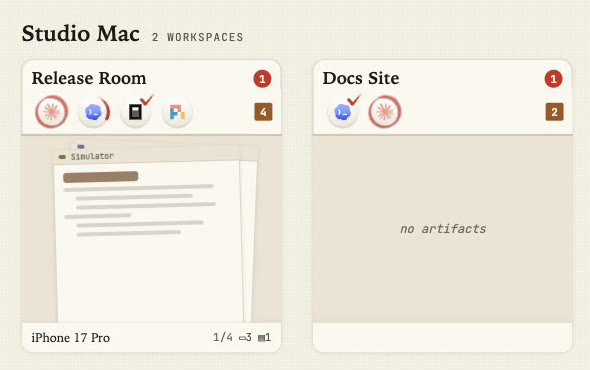 Studio Mac 2 WORKSPACES
Release Room 1
4
Simulator
iPhone 17 Pro 1/4 3 1
Docs Site 1
2
no artifacts